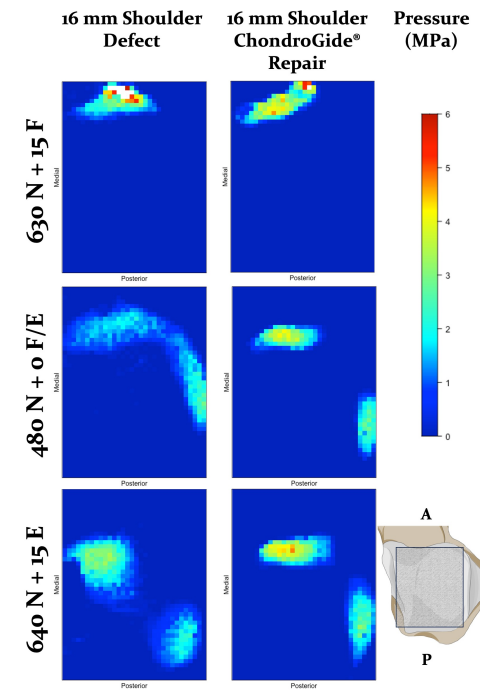 16 mm Shoulder
Defect
16 mm Shoulder
ChondroGide®
Repair
Pressure
(MPa)
630 N + 15 F
Medial
Posterior
Medial
Posterior
6
5
4
3
2
1
0
480 N + 0 F/E
Medial
Posterior
Medial
Posterior
640 N + 15 E
Medial
Posterior
Medial
Posterior
A
P